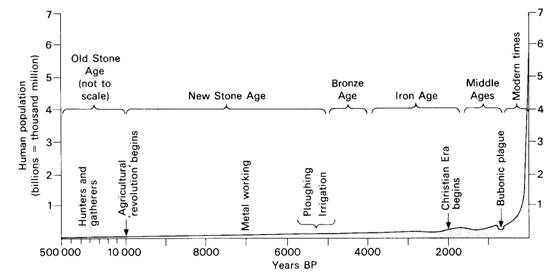 Human population
(billions = thousand million)
7
6
5
4
3
2
1
Old Stone
Age
(not to
scale)
New Stone Age
Bronze
Age
Iron Age
Middle
Ages
Modern times
Hunters and
gatherers
Agricultural
'revolution' begins
Metal working
Ploughing
Irrigation
Christian Era
begins
Bubonic plague
7
6
5
4
3
2
1
500 000
10 000
8000
6000
4000
2000
Years BP